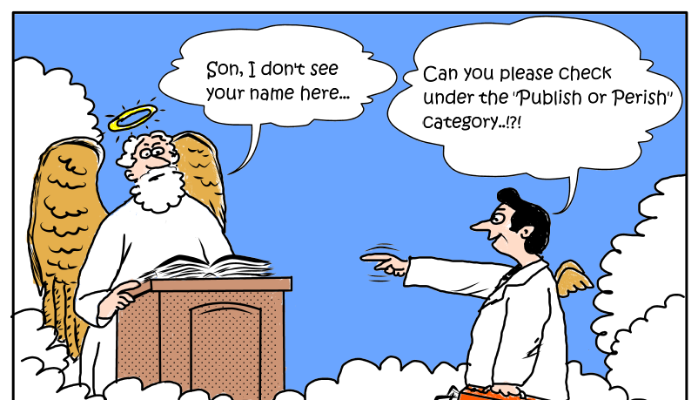 Son, I don't see
your name here...
Can you please check
under the "Publish or Perish"
category..!?!